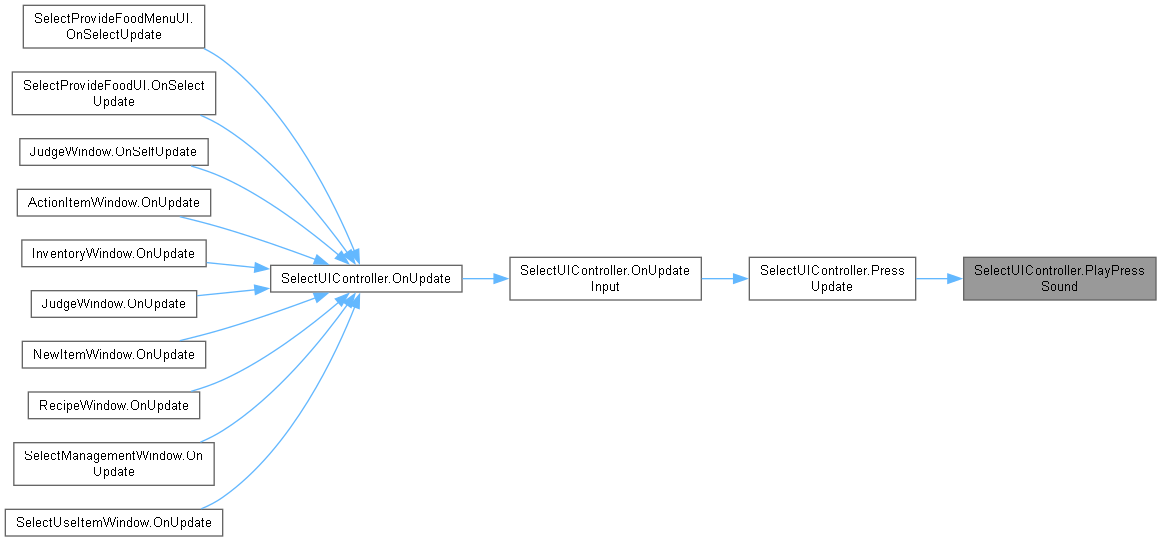 SelectProvideFoodMenuUI.
OnSelectUpdate
SelectProvideFoodUI.OnSelect
Update
JudgeWindow.OnSelfUpdate
ActionItemWindow.OnUpdate
InventoryWindow.OnUpdate
JudgeWindow.OnUpdate
NewItemWindow.OnUpdate
RecipeWindow.OnUpdate
SelectManagementWindow.On
Update
SelectUseItemWindow.OnUpdate
SelectUIController.OnUpdate
SelectUIController.OnUpdate
Input
SelectUIController.Press
Update
SelectUIController.PlayPress
Sound